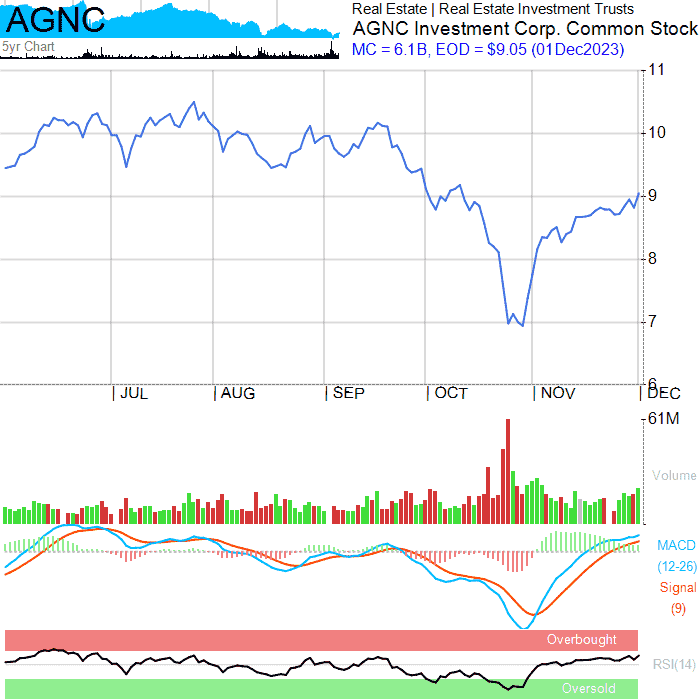 AGNC
5yr Chart
Real Estate | Real Estate Investment Trusts
AGNC Investment Corp. Common Stock
MC = 6.1B, EOD = $9.05 (01Dec2023)
11
10
9
8
7
6
JUL AUG SEP OCT NOV DEC
61M
Volume
MACD
(12-26)
Signal
(9)
Overbought
RSI(14)
Oversold